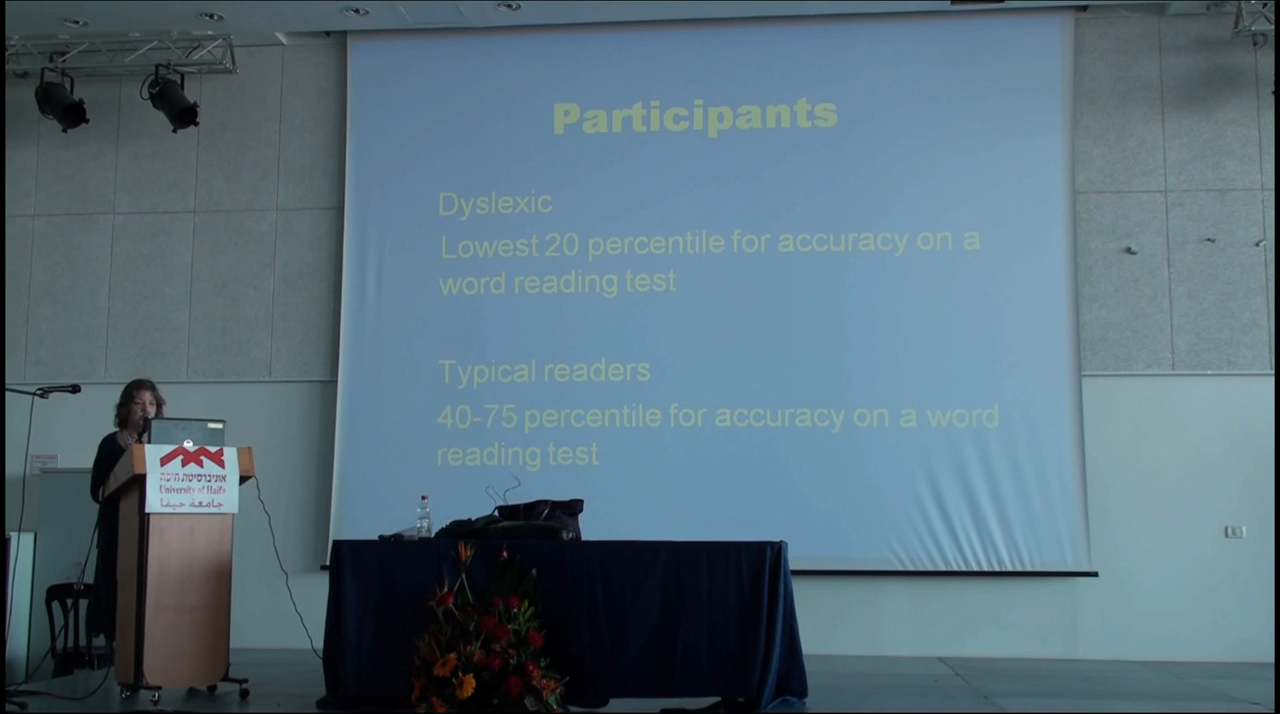 Participants
Dyslexic
Lowest 20 percentile for accuracy on a
word reading test
Typical readers
40-75 percentile for accuracy on a word
reading test
אוניברסיטת חיפה
University of Haifa
جامعة حيفا